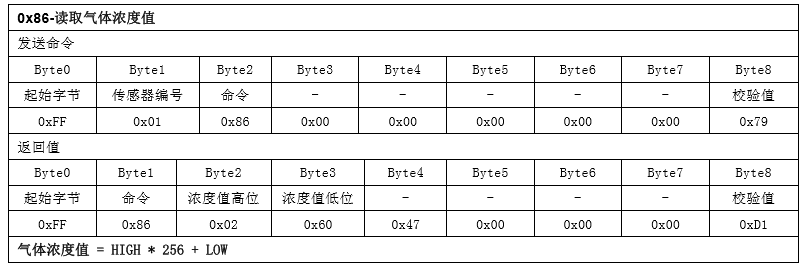 0x86-读取气体浓度值
发送命令
Byte0 Byte1 Byte2 Byte3 Byte4 Byte5 Byte6 Byte7 Byte8
起始字节 传感器编号 命令 - - - - - 校验值
0xFF 0x01 0x86 0x00 0x00 0x00 0x00 0x00 0x79
返回值
Byte0 Byte1 Byte2 Byte3 Byte4 Byte5 Byte6 Byte7 Byte8
起始字节 命令 浓度值高位 浓度值低位 - - - - 校验值
0xFF 0x86 0x02 0x60 0x47 0x00 0x00 0x00 0xD1
气体浓度值 = HIGH * 256 + LOW